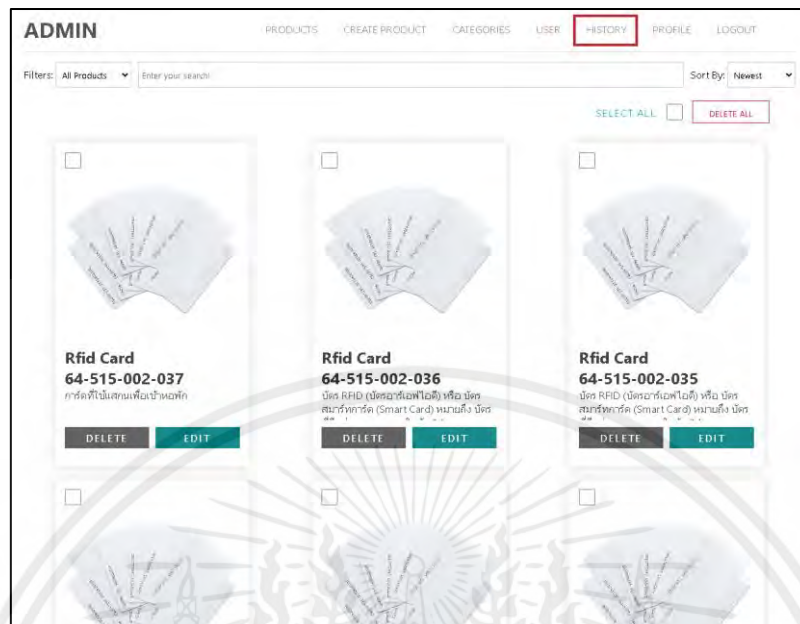 ADMIN
PRODUCTS CREATE PRODUCT CATEGORIES USER HISTORY PROFILE LOGOUT
Filters: All Products Enter your search! Sort By: Newest
SELECT ALL DELETE ALL
Rfid Card
64-515-002-037
การ์ดที่ใช้แสกนเพื่อเข้าหอพัก
DELETE EDIT
Rfid Card
64-515-002-036
บัตร RFID (บัตรอาร์เอฟไอดี) หรือ บัตร
สมาร์ทการ์ด (Smart Card) หมายถึง บัตร
DELETE EDIT
Rfid Card
64-515-002-035
บัตร RFID (บัตรอาร์เอฟไอดี) หรือ บัตร
สมาร์ทการ์ด (Smart Card) หมายถึง บัตร
DELETE EDIT